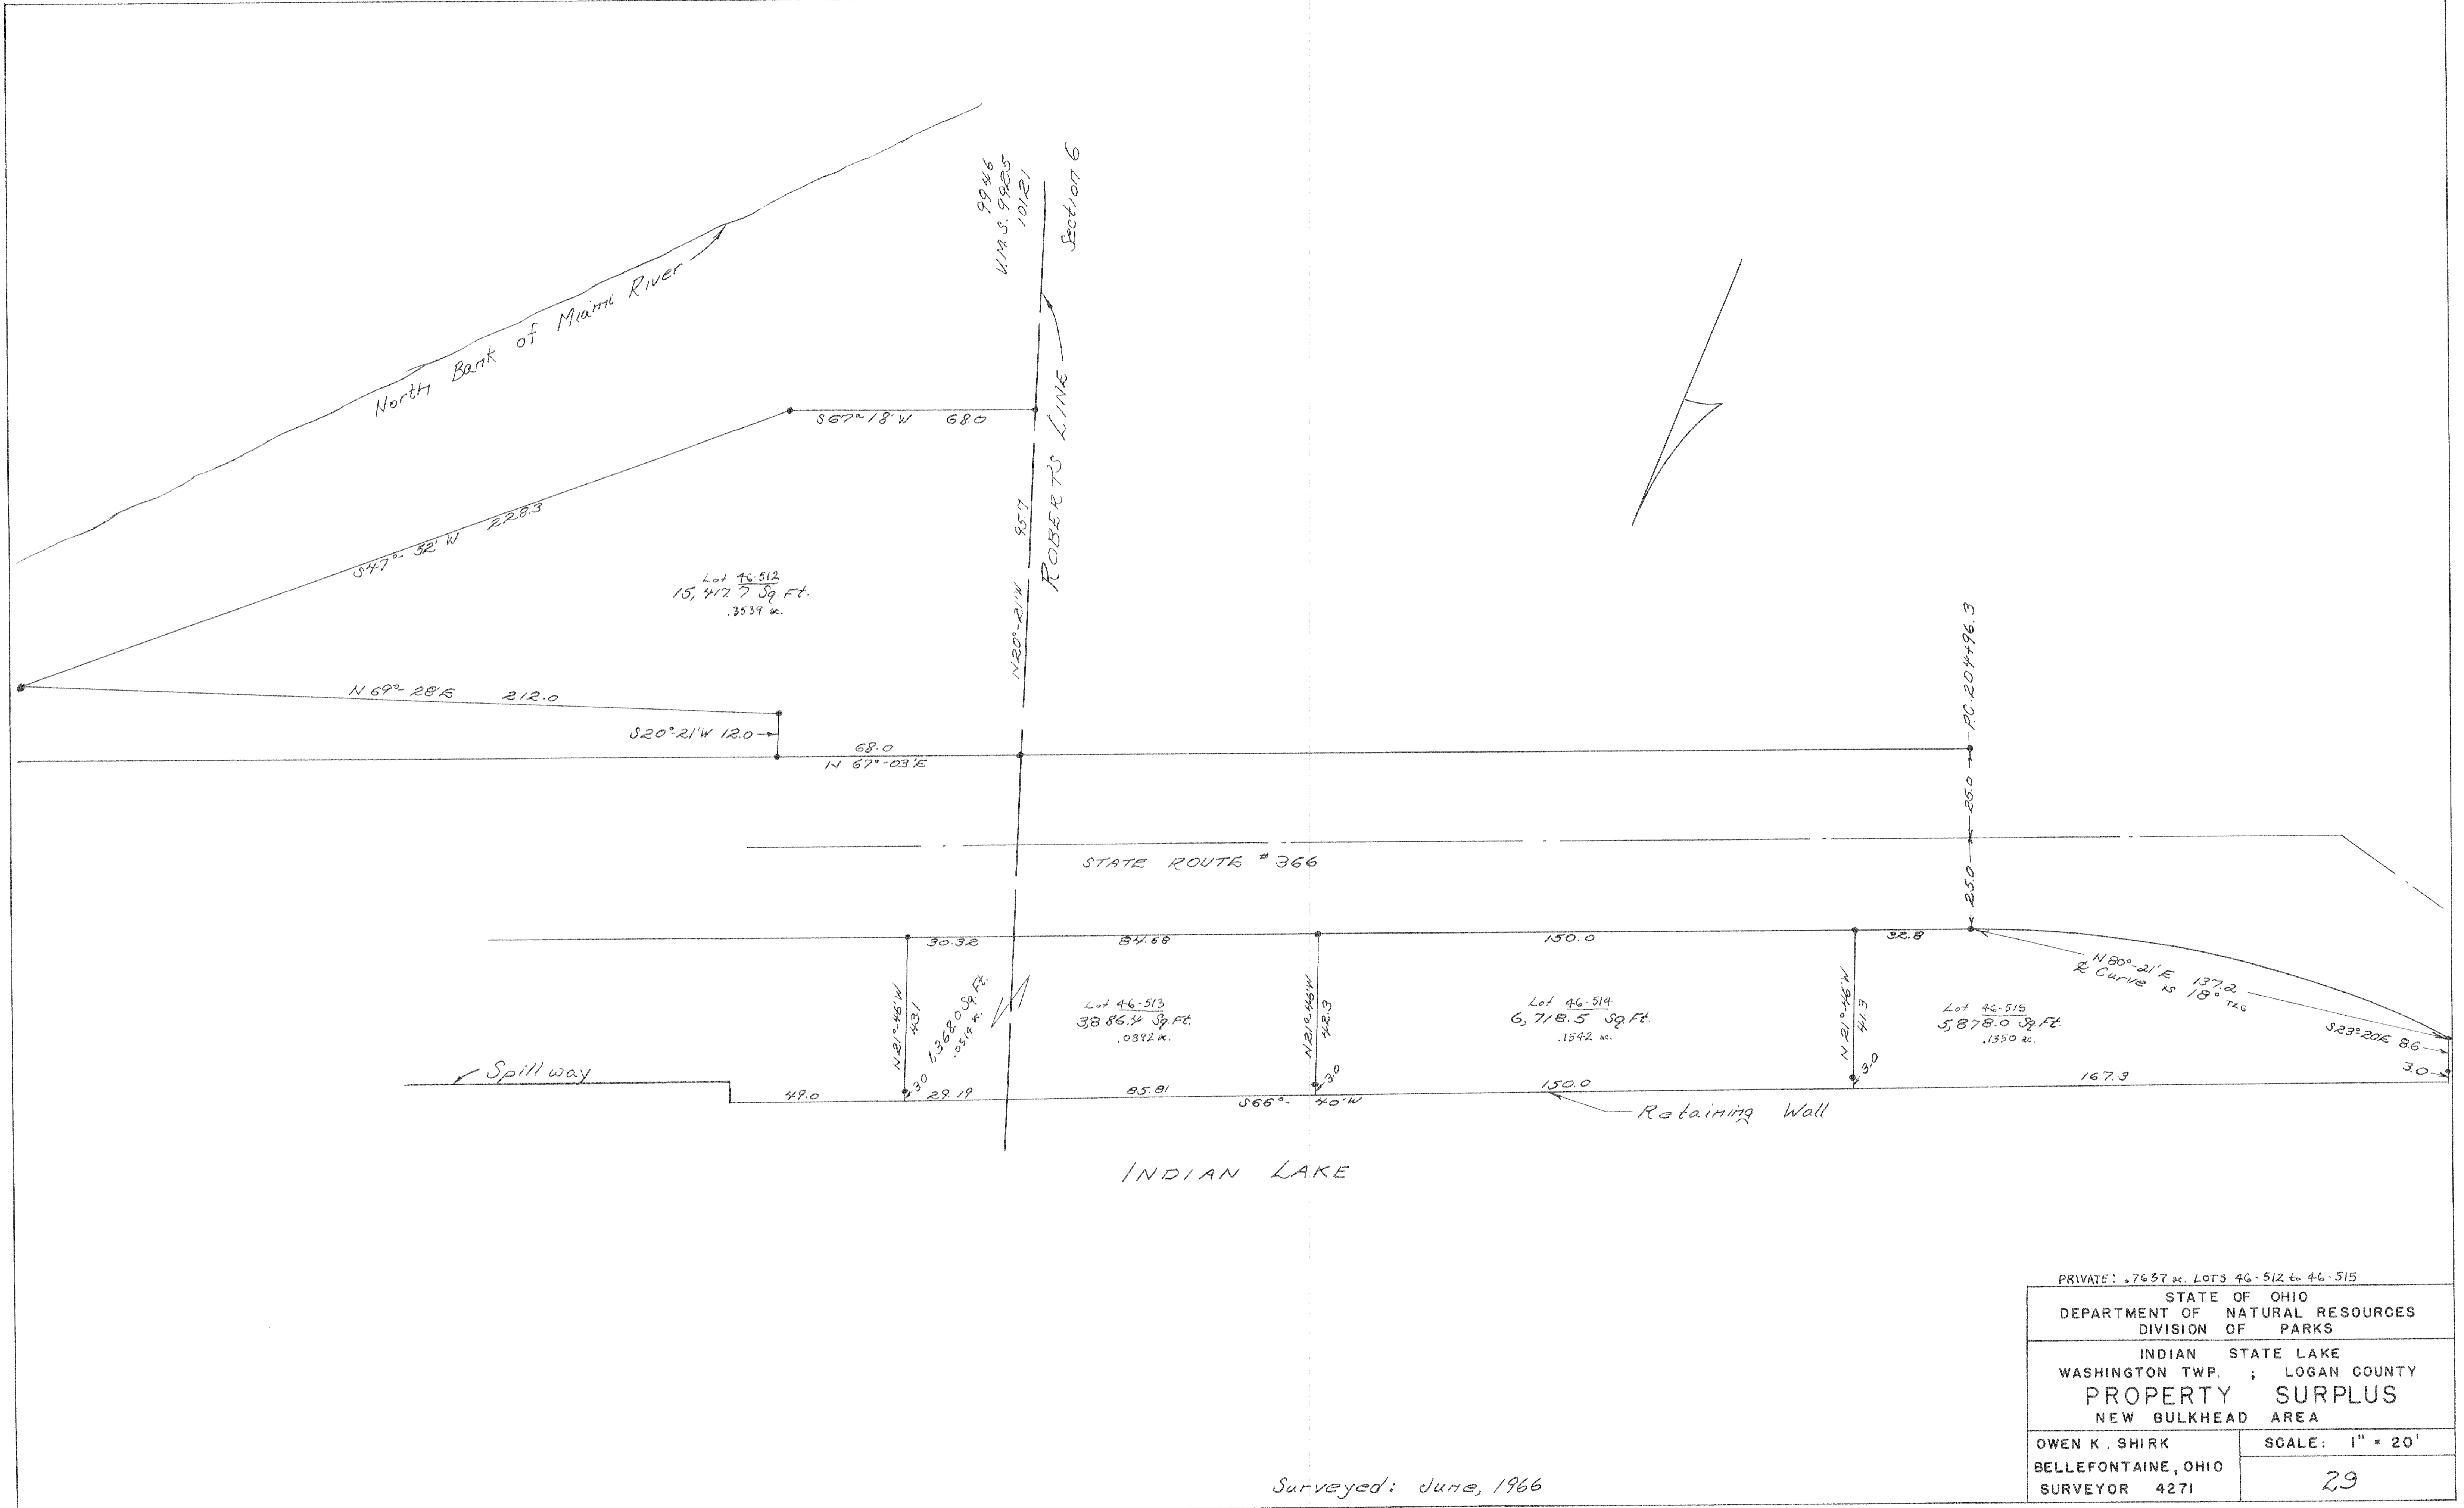 9946
V.M.S. 9925
10121
Section 6
North Bank of Miami River
S67°-18'W 68.0
ROBERT'S LINE
N20°-21'W 95.7
S47°-52'W 228.3
Lot 46-512
15,417.7 Sq. Ft.
.3539 ac.
N 69°-28'E 212.0
S20°-21'W 12.0
68.0
N 67°-03'E
P.C. 204+96.3
25.0
25.0
STATE ROUTE #366
30.32
84.68
150.0
32.8
N80°-21'E 137.2
℄ Curve is 18°
N21°-46'W
43.1
1,368.0 Sq. Ft.
.0314 ac.
Lot 46-513
3,886.4 Sq. Ft.
.0892 ac.
N21°-46'W
42.3
Lot 46-514
6,718.5 Sq. Ft.
.1542 ac.
N21°-46'W
41.3
Lot 46-515
5,878.0 Sq. Ft.
.1350 ac.
S23°-20'E 8.6
3.0
Spillway
49.0
3.0
29.19
85.81
3.0
S66°-40'W
150.0
3.0
167.3
Retaining Wall
INDIAN LAKE
PRIVATE: .7637 ac. LOTS 46-512 to 46-515
STATE OF OHIO
DEPARTMENT OF NATURAL RESOURCES
DIVISION OF PARKS
INDIAN STATE LAKE
WASHINGTON TWP. ; LOGAN COUNTY
PROPERTY SURPLUS
NEW BULKHEAD AREA
OWEN K. SHIRK
BELLEFONTAINE, OHIO
SURVEYOR 4271
SCALE: 1" = 20'
29
Surveyed: June, 1966